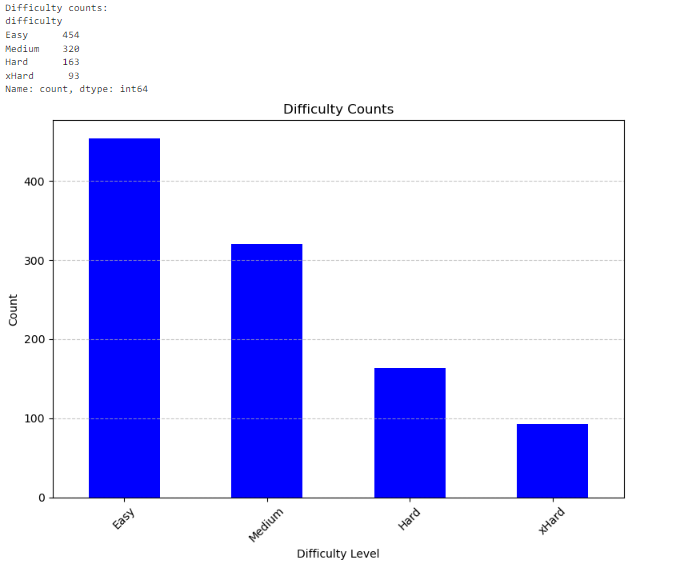 Difficulty counts:
difficulty
Easy      454
Medium    320
Hard      163
xHard      93
Name: count, dtype: int64
Difficulty Counts
400
300
200
100
0
Count
Easy
Medium
Hard
xHard
Difficulty Level